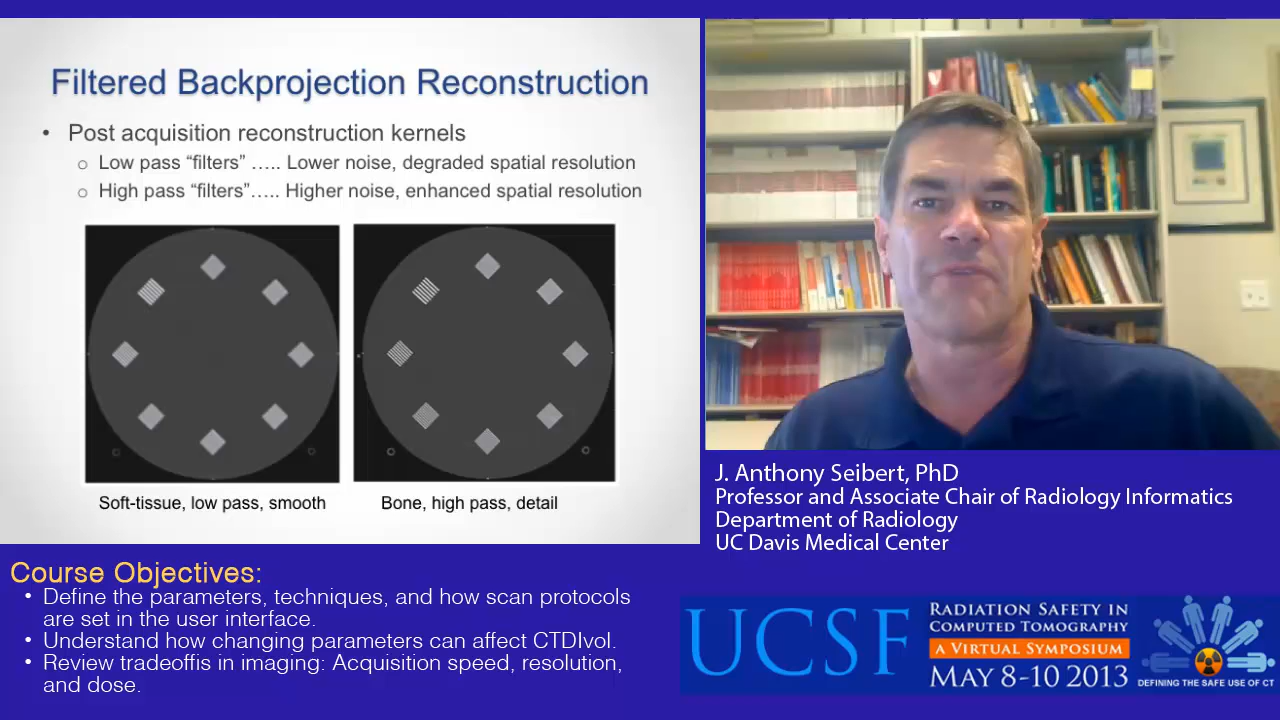 Filtered Backprojection Reconstruction
• Post acquisition reconstruction kernels
○ Low pass “filters” ….. Lower noise, degraded spatial resolution
○ High pass “filters”….. Higher noise, enhanced spatial resolution
Soft-tissue, low pass, smooth
Bone, high pass, detail
J. Anthony Seibert, PhD
Professor and Associate Chair of Radiology Informatics
Department of Radiology
UC Davis Medical Center
Course Objectives:
• Define the parameters, techniques, and how scan protocols
are set in the user interface.
• Understand how changing parameters can affect CTDIvol.
• Review tradeoffis in imaging: Acquisition speed, resolution,
and dose.
UCSF
RADIATION SAFETY IN
COMPUTED TOMOGRAPHY
A VIRTUAL SYMPOSIUM
MAY 8-10 2013
DEFINING THE SAFE USE OF CT